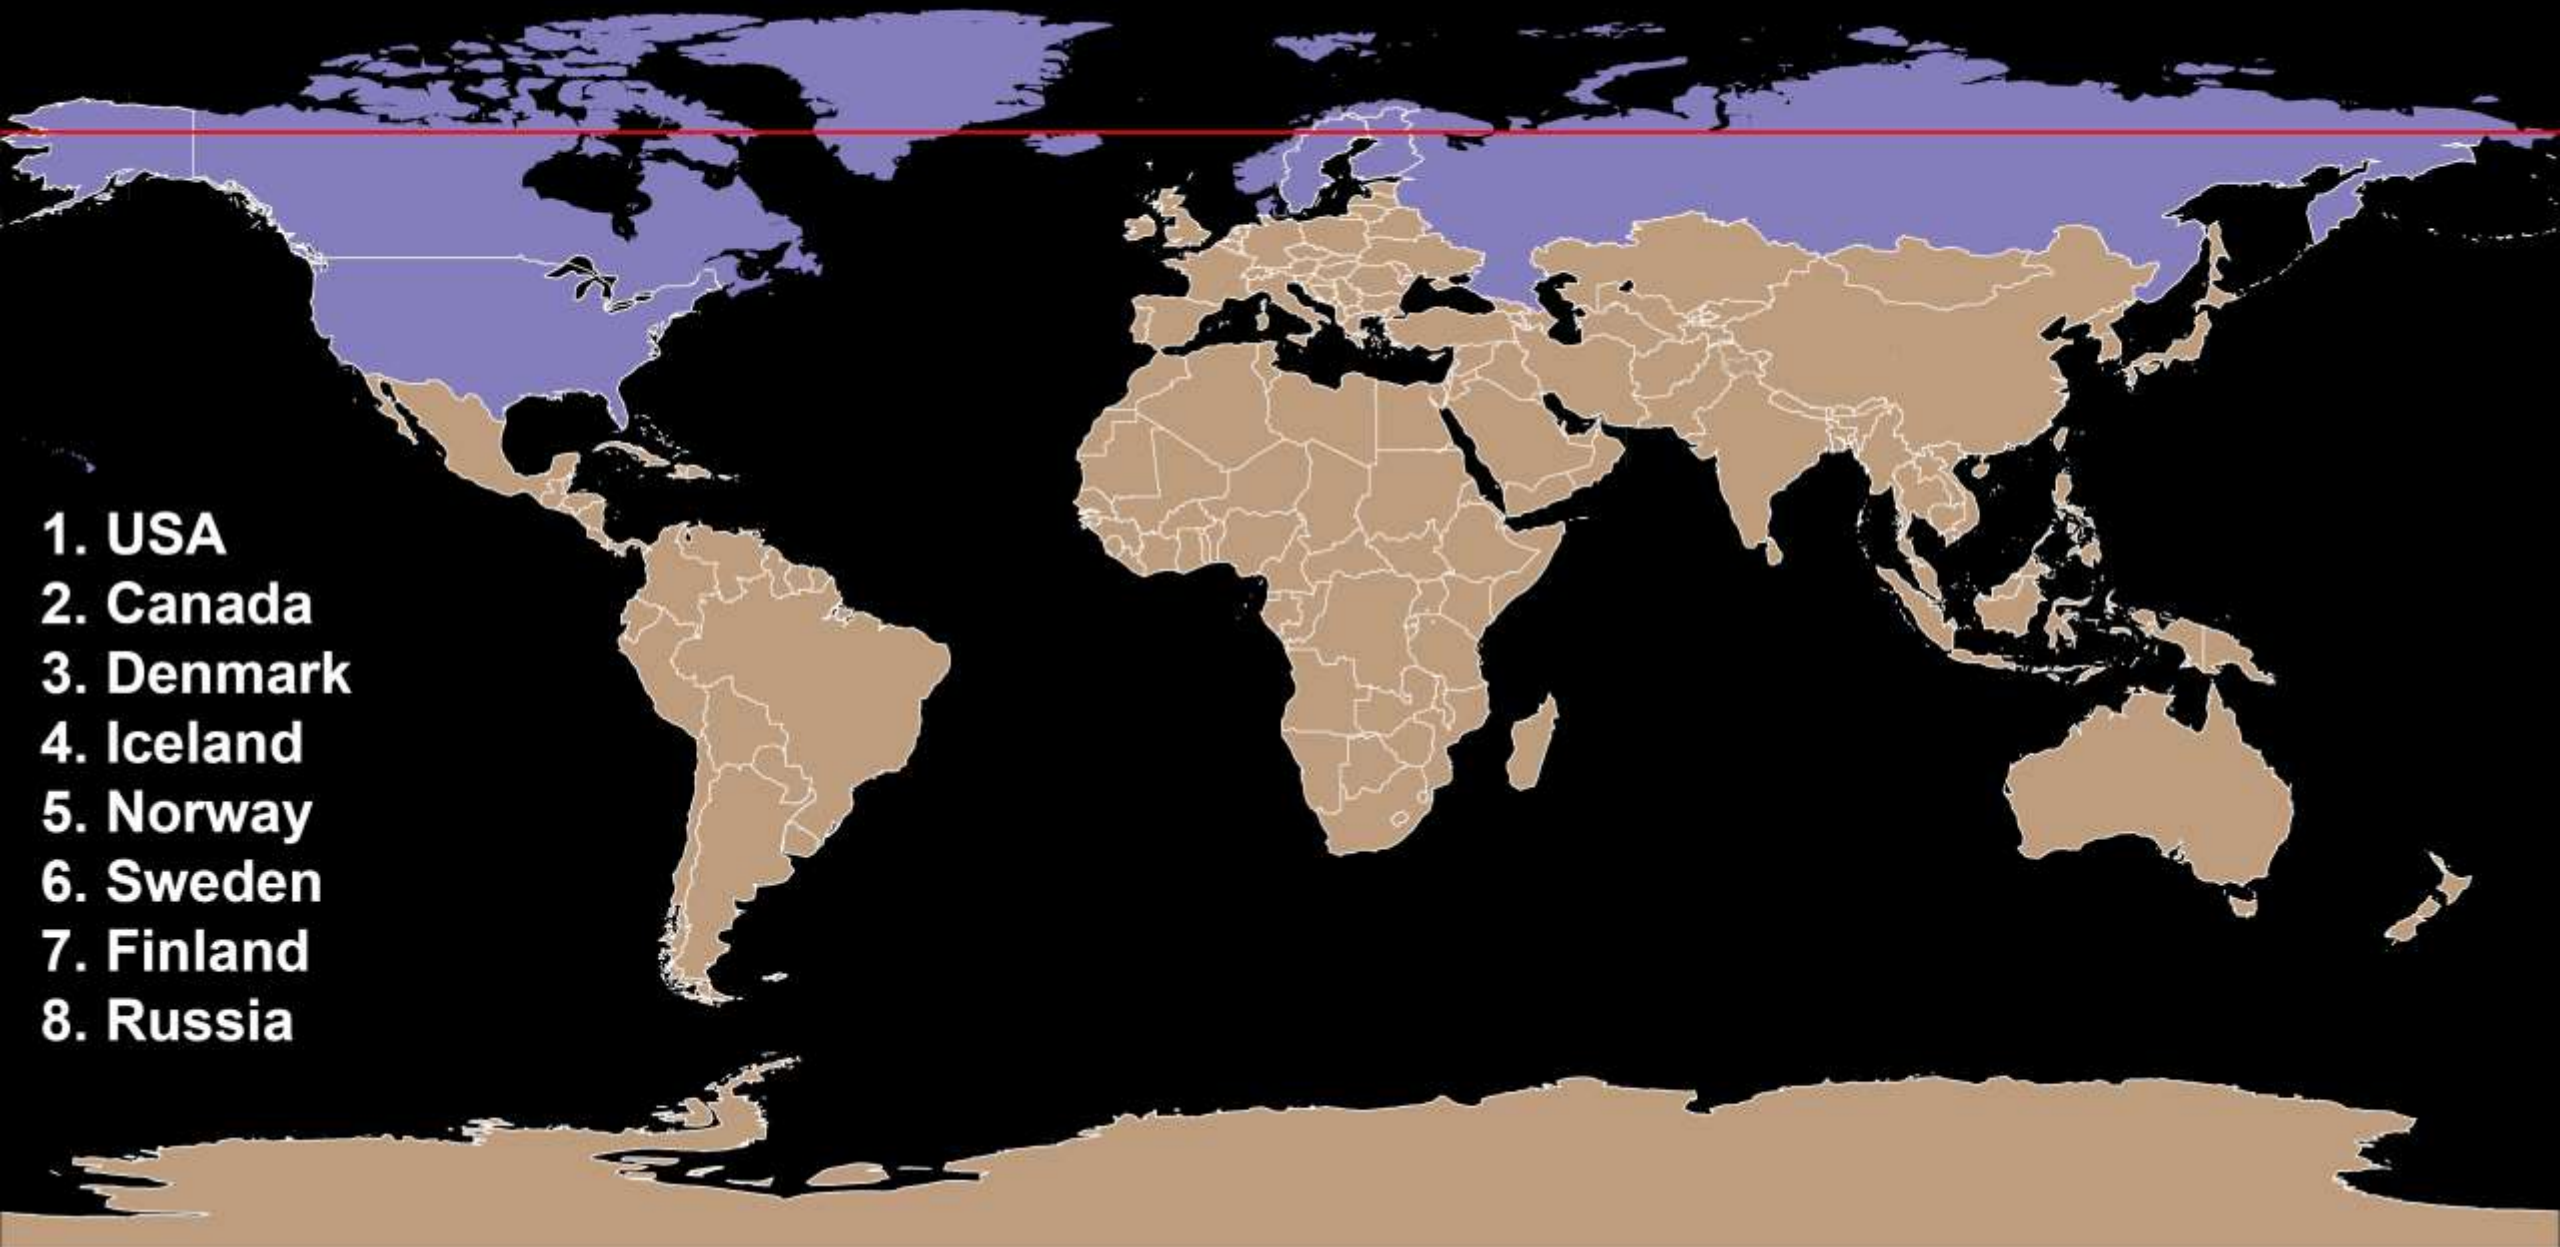 1. USA
2. Canada
3. Denmark
4. Iceland
5. Norway
6. Sweden
7. Finland
8. Russia